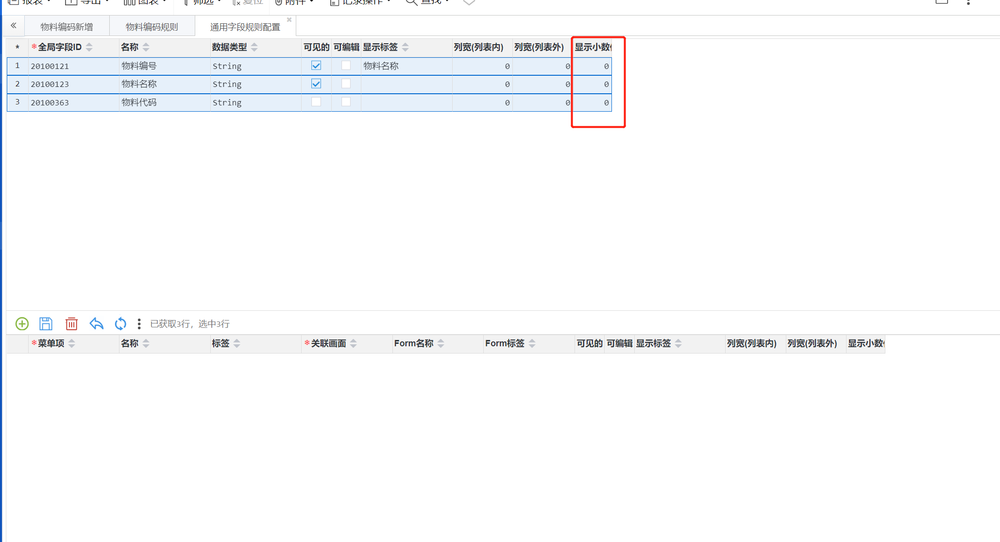 报表 导出 图表 筛选 复位 附件 记录操作 查找
« 物料编码新增 物料编码规则 通用字段规则配置
* *全局字段ID 名称 数据类型 可见的 可编辑 显示标签 列宽(列表内) 列宽(列表外) 显示小数
1 20100121 物料编号 String 物料名称 0 0 0
2 20100123 物料名称 String 0 0 0
3 20100363 物料代码 String 0 0 0
已获取3行，选中3行
*菜单项 名称 标签 *关联画面 Form名称 Form标签 可见的 可编辑 显示标签 列宽(列表内) 列宽(列表外) 显示小数